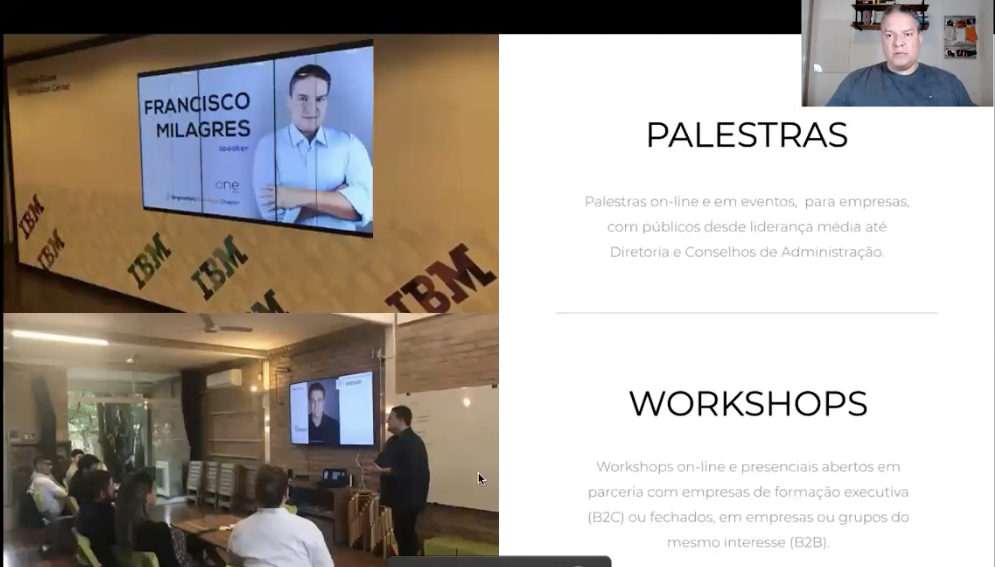 FRANCISCO
MILAGRES
speaker
one
IBM
IBM
IBM
IBM
IBM
IBM
PALESTRAS
Palestras on-line e em eventos, para empresas,
com públicos desde liderança média até
Diretoria e Conselhos de Administração.
WORKSHOPS
Workshops on-line e presenciais abertos em
parceria com empresas de formação executiva
(B2C) ou fechados, em empresas ou grupos do
mesmo interesse (B2B).